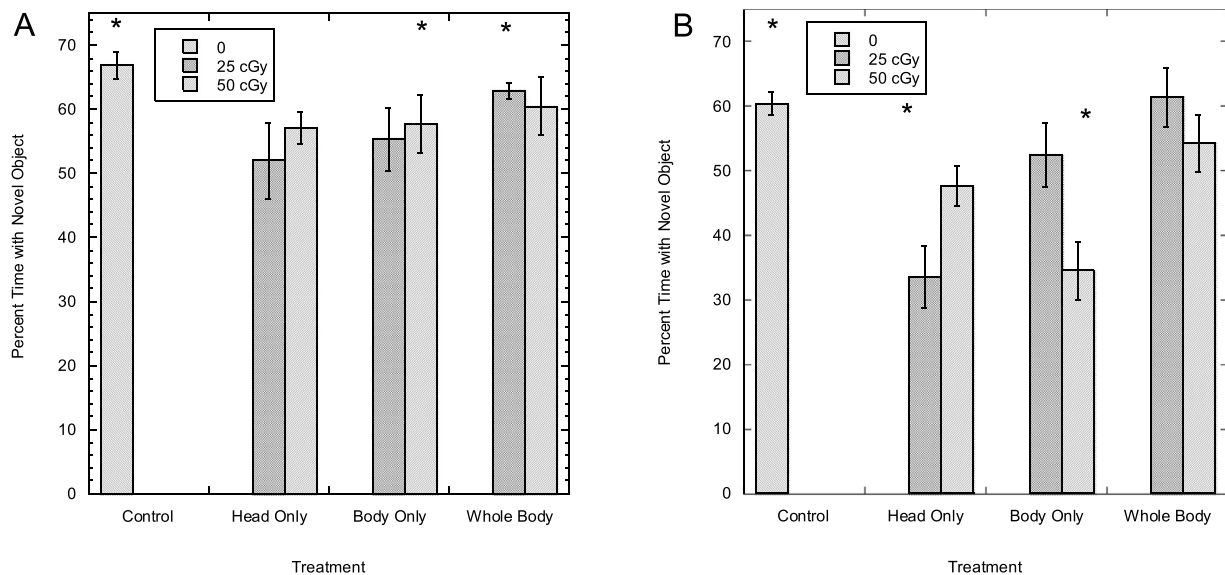 A
*
*
*
70
60
50
40
30
20
10
0
0
25 cGy
50 cGy
Percent Time with Novel Object
Control
Head Only
Body Only
Whole Body
Treatment
B
*
*
*
70
60
50
40
30
20
10
0
0
25 cGy
50 cGy
Percent Time with Novel Object
Control
Head Only
Body Only
Whole Body
Treatment